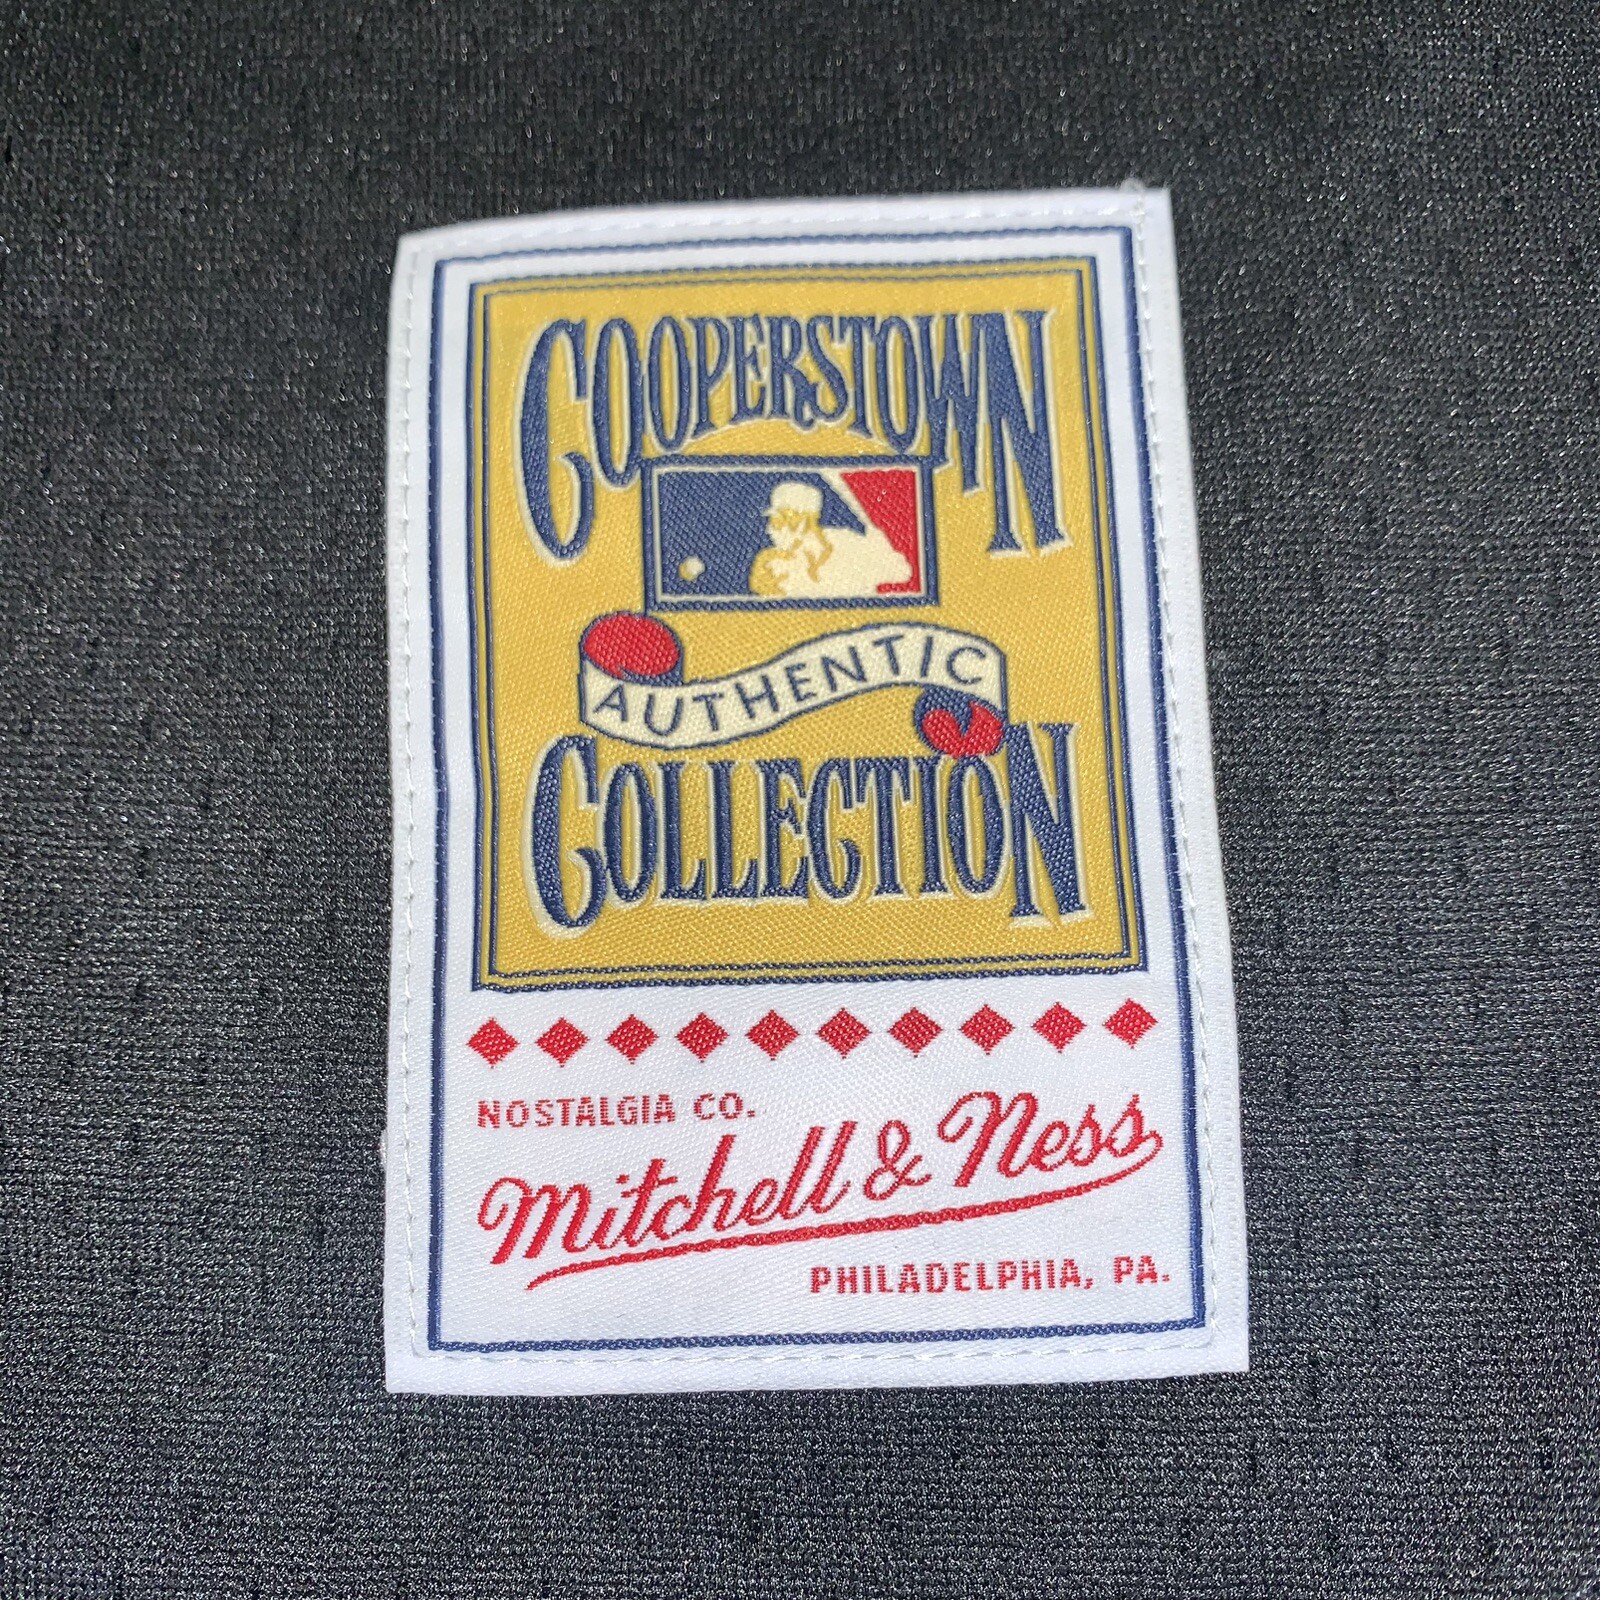 COOPERSTOWN
AUTHENTIC
COLLECTION
NOSTALGIA CO.
Mitchell & Ness
PHILADELPHIA, PA.